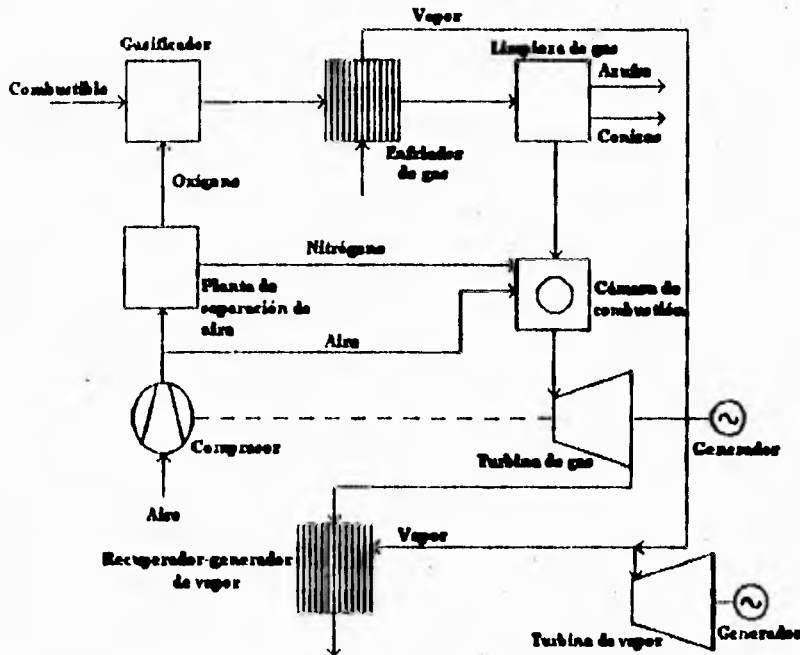 Vapor
Gasificador
Limpieza de gas
Azufre
Combustible
Cenizas
Enfriador
de gas
Oxígeno
Nitrógeno
Planta de
separación de
aire
Cámara de
combustión
Aire
Compresor
Turbina de gas
Generador
Aire
Vapor
Recuperador-generador
de vapor
Turbina de vapor
Generador